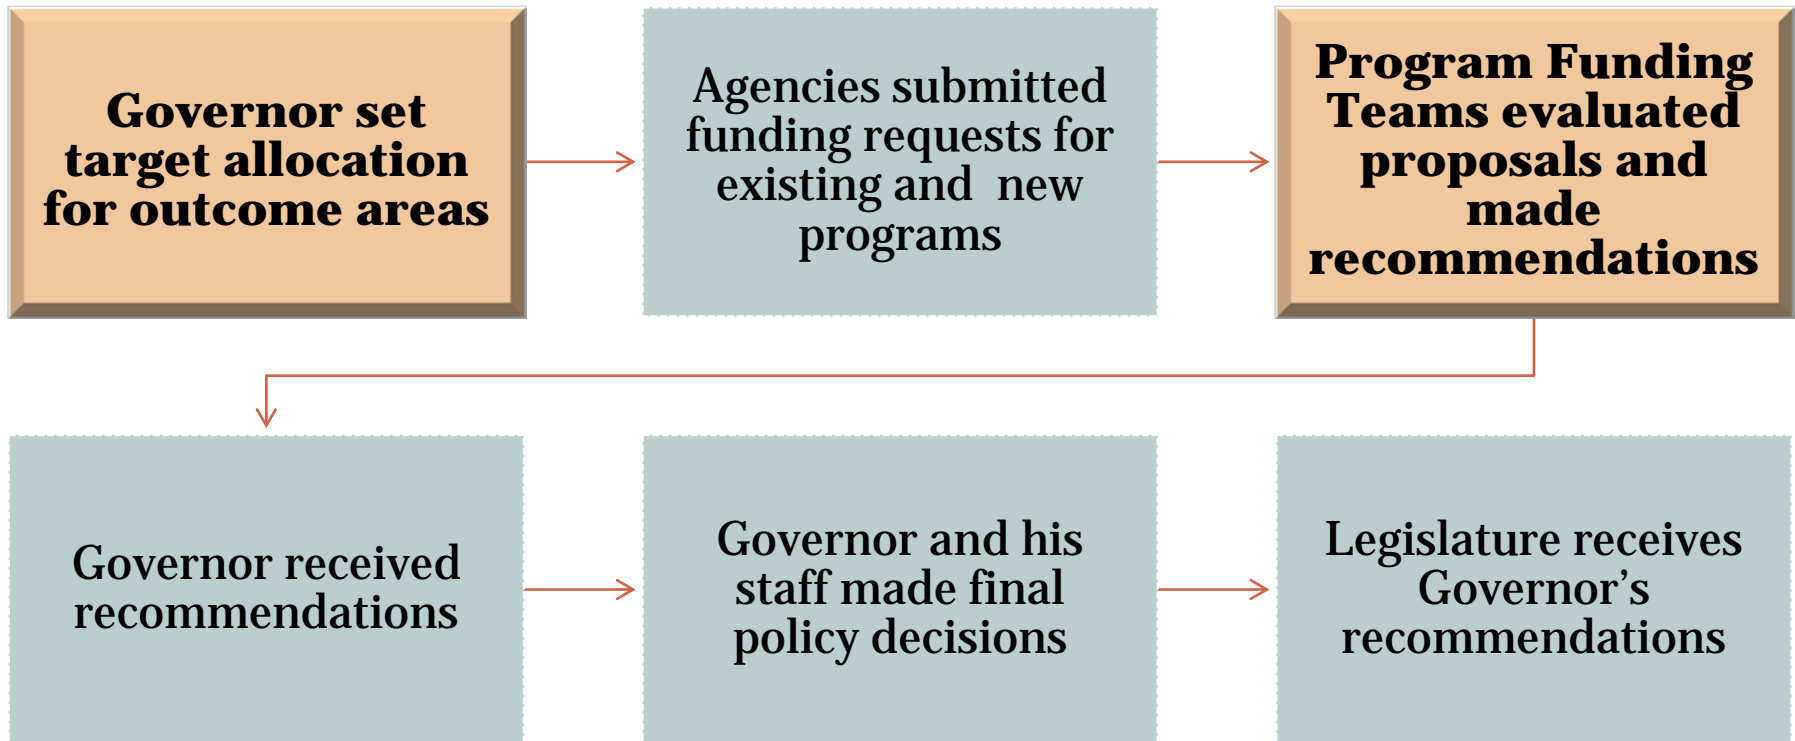 Governor set
target allocation
for outcome areas
Agencies submitted
funding requests for
existing and  new
programs
Program Funding
Teams evaluated
proposals and
made
recommendations
Governor received
recommendations
Governor and his
staff made final
policy decisions
Legislature receives
Governor’s
recommendations